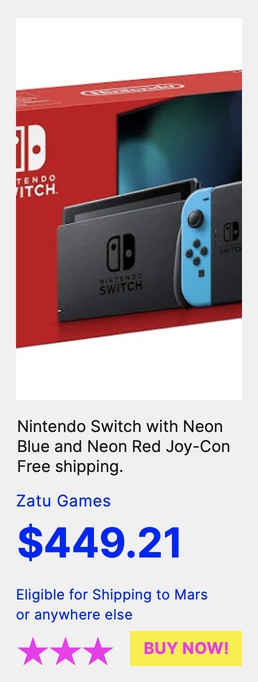 Nintendo
NINTENDO
SWITCH
NINTENDO
SWITCH
Nintendo Switch with Neon
Blue and Neon Red Joy-Con
Free shipping.
Zatu Games
$449.21
Eligible for Shipping to Mars
or anywhere else
BUY NOW!